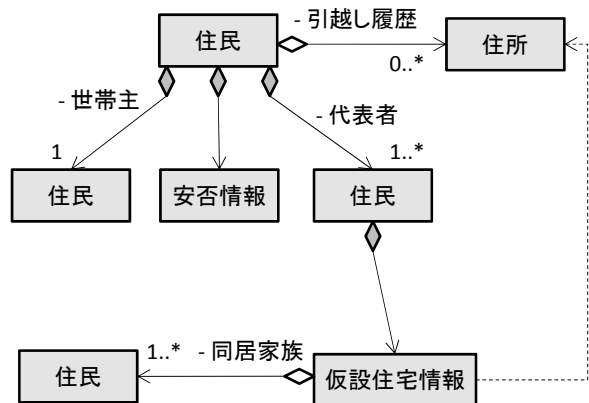 住民
- 引越し履歴
住所
0..*
- 世帯主
- 代表者
1
1..*
住民
安否情報
住民
1..*
- 同居家族
住民
仮設住宅情報